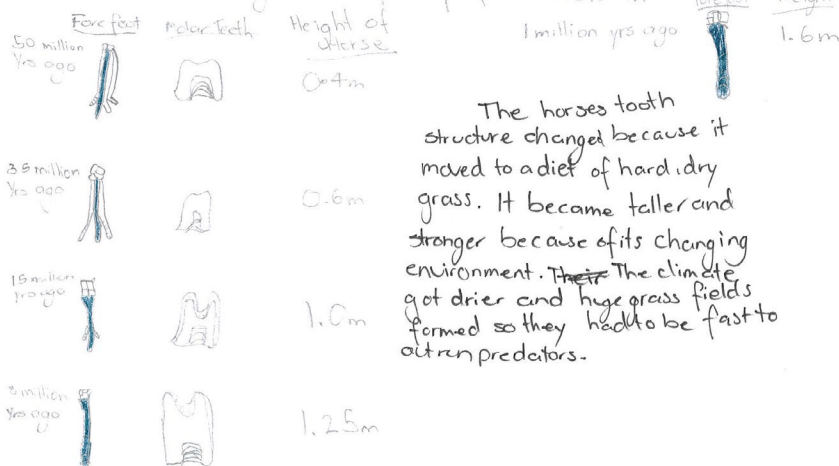 Fore foot Molar Teeth Height of Horse
50 million Yrs ago 0.4m
35 million Yrs ago 0.6m
15 million yrs ago 1.0m
million Yrs ago 1.25m
1 million yrs ago 1.6m
The horses tooth
structure changed because it
moved to a diet of hard, dry
grass. It became taller and
stronger because of its changing
environment. Their The climate
got drier and huge grass fields
formed so they had to be fast to
outrun predators.